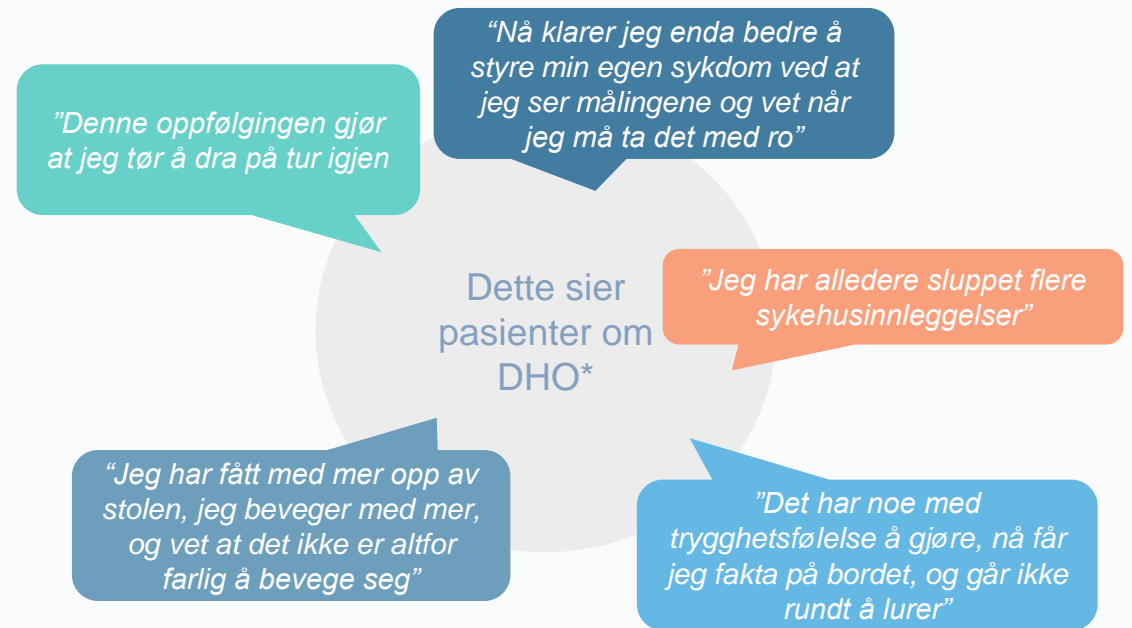 “Nå klarer jeg enda bedre å
styre min egen sykdom ved at
jeg ser målingene og vet når
jeg må ta det med ro”
”Denne oppfølgingen gjør
at jeg tør å dra på tur igjen
Dette sier
pasienter om
DHO*
”Jeg har alledere sluppet flere
sykehusinnleggelser”
“Jeg har fått med mer opp av
stolen, jeg beveger med mer,
og vet at det ikke er altfor
farlig å bevege seg”
”Det har noe med
trygghetsfølelse å gjøre, nå får
jeg fakta på bordet, og går ikke
rundt å lurer”